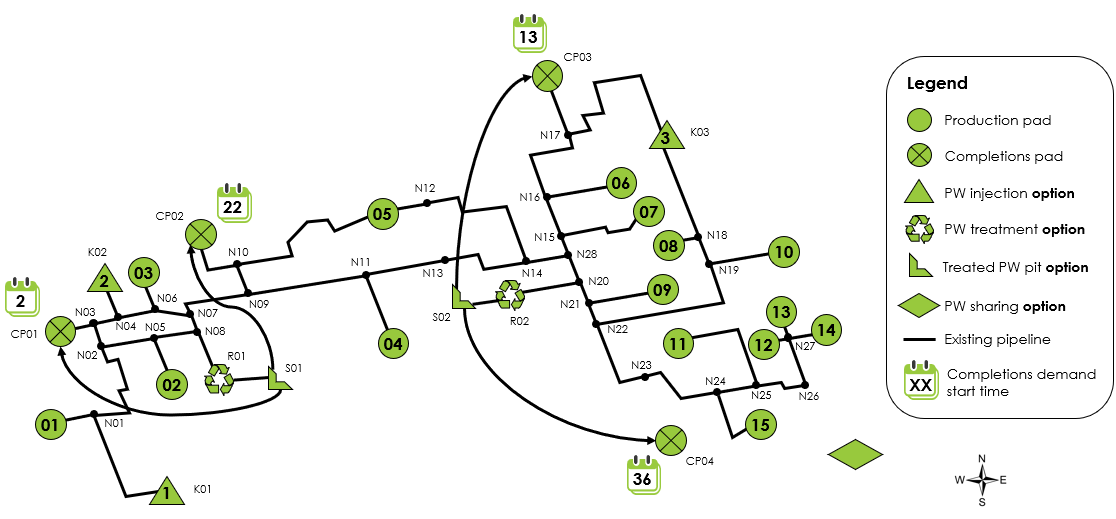 13
CP03
Legend
Production pad
Completions pad
PW injection option
PW treatment option
Treated PW pit option
PW sharing option
Existing pipeline
XX
Completions demand
start time
N17
3
K03
N16
06
07
N15
N28
08
N18
10
N19
22
CP02
05
N12
N10
N11
N13
N14
N20
N21
09
N22
K02
2
03
N09
2
CP01
N03
N04
N06
N07
N05
N08
N02
02
R01
S01
04
S02
R02
01
N01
1
K01
N23
11
13
12
14
N27
N24
N25
N26
15
36
CP04
N
W
E
S